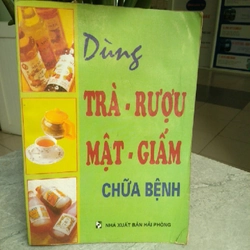 Dùng
TRÀ - RƯỢU
MẬT - GIẤM
CHỮA BỆNH
NHÀ XUẤT BẢN HẢI PHÒNG